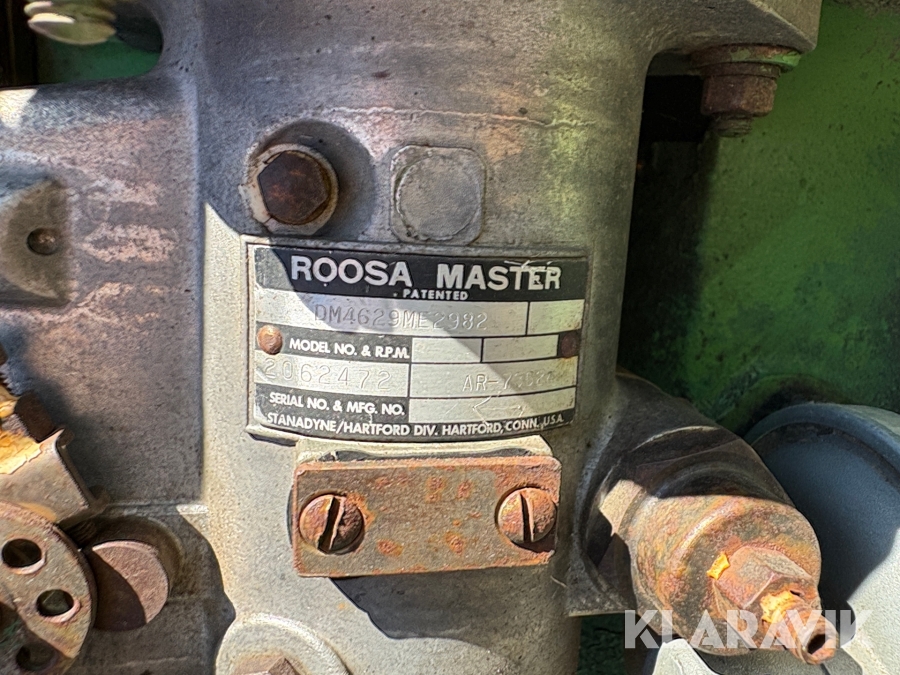 ROOSA MASTER
PATENTED
DM4629ME2982
MODEL NO. & R.P.M.
2062472
SERIAL NO. & MFG. NO.
STANADYNE/HARTFORD DIV. HARTFORD, CONN., U.S.A.
KLARAVIK